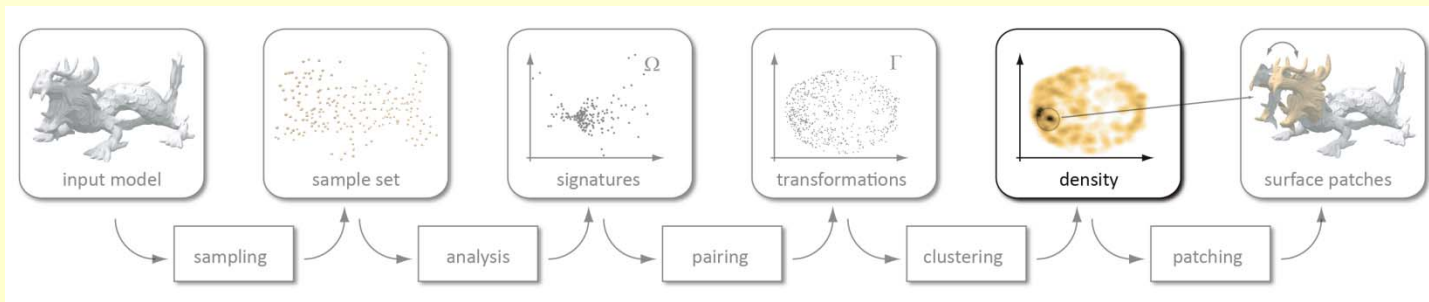 Ω
Γ
input model
sample set
signatures
transformations
density
surface patches
sampling
analysis
pairing
clustering
patching